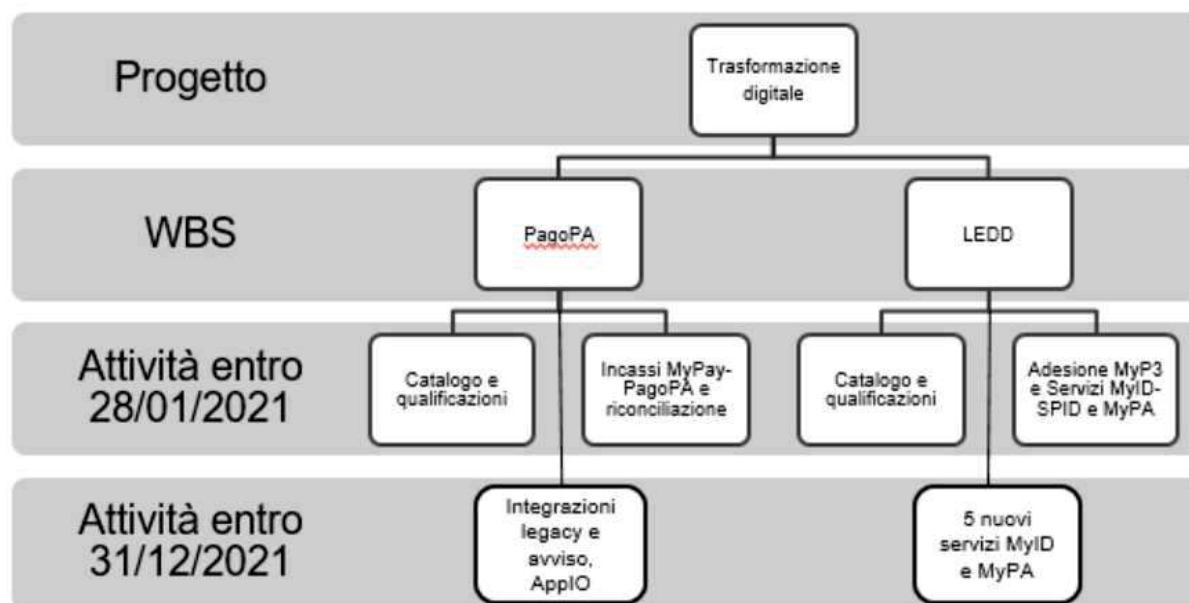 Progetto
Trasformazione
digitale
WBS
PagoPA
LEDD
Attività entro
28/01/2021
Catalogo e
qualificazioni
Incassi MyPay-
PagoPA e
riconciliazione
Catalogo e
qualificazioni
Adesione MyP3
e Servizi MyID-
SPID e MyPA
Attività entro
31/12/2021
Integrazioni
legacy e
avviso,
AppIO
5 nuovi
servizi MyID
e MyPA